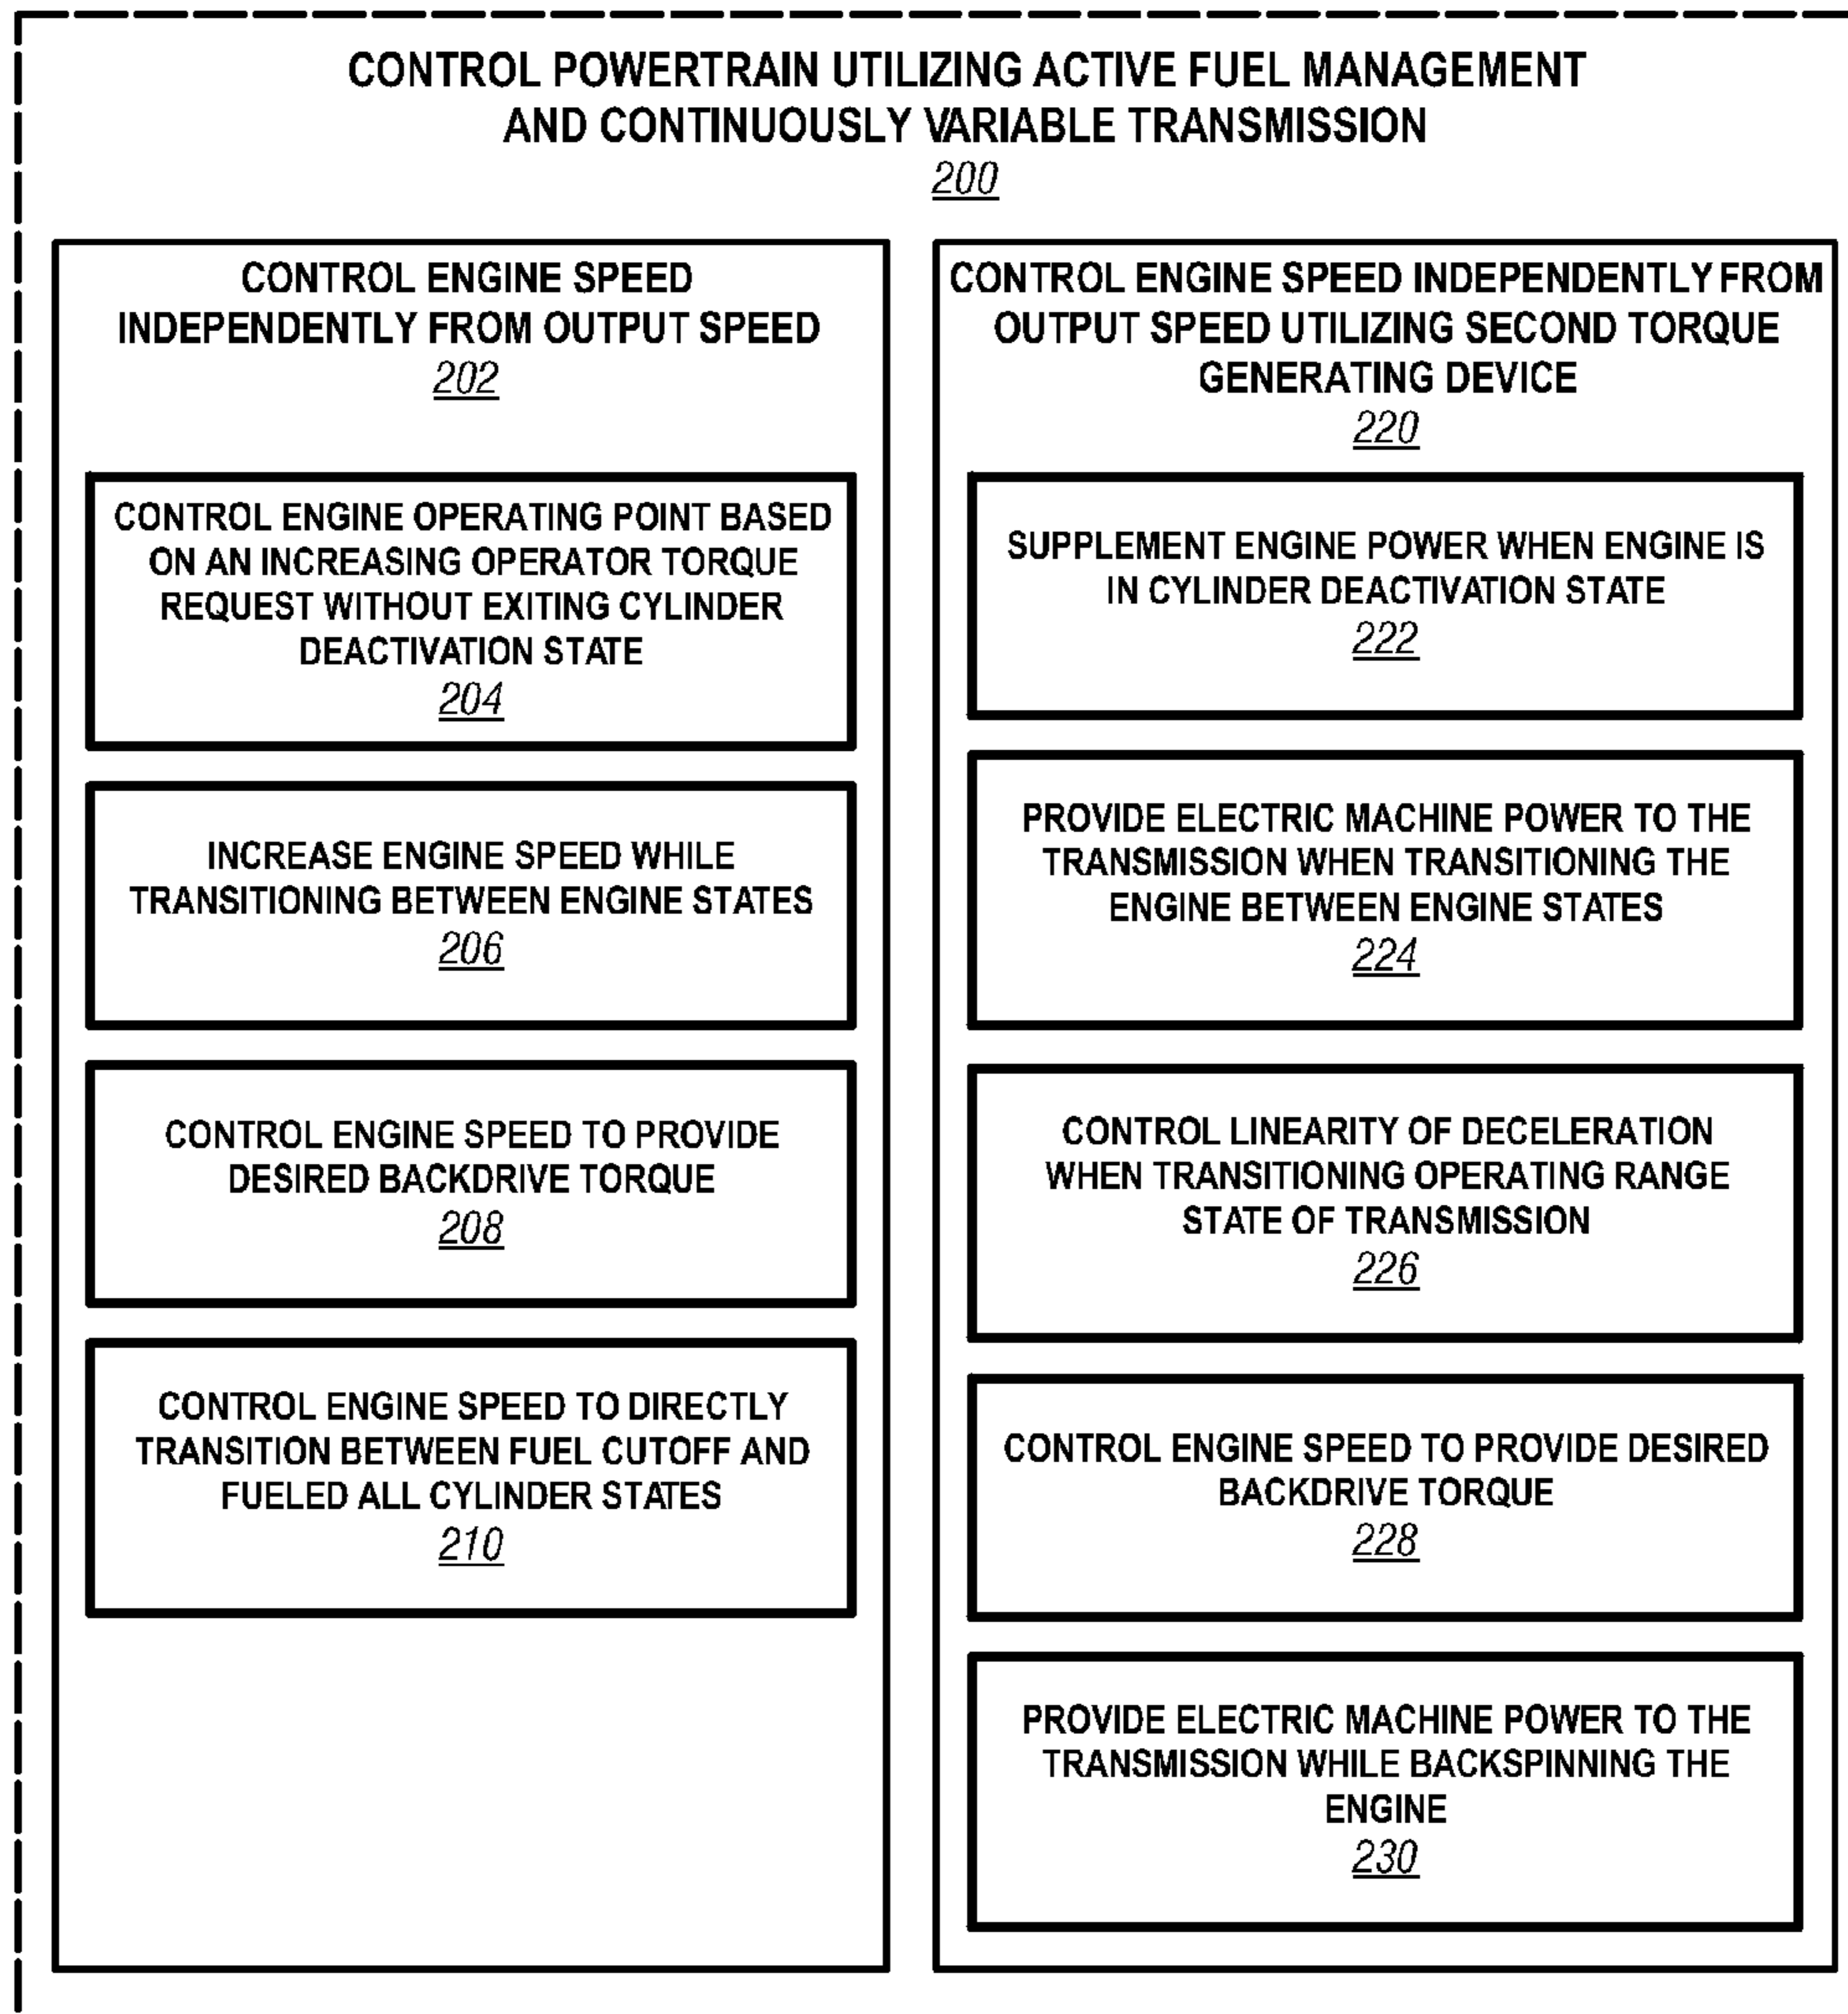 CONTROL POWERTRAIN UTILIZING ACTIVE FUEL MANAGEMENT
AND CONTINUOUSLY VARIABLE TRANSMISSION
200
CONTROL ENGINE SPEED
INDEPENDENTLY FROM OUTPUT SPEED
202
CONTROL ENGINE OPERATING POINT BASED
ON AN INCREASING OPERATOR TORQUE
REQUEST WITHOUT EXITING CYLINDER
DEACTIVATION STATE
204
INCREASE ENGINE SPEED WHILE
TRANSITIONING BETWEEN ENGINE STATES
206
CONTROL ENGINE SPEED TO PROVIDE
DESIRED BACKDRIVE TORQUE
208
CONTROL ENGINE SPEED TO DIRECTLY
TRANSITION BETWEEN FUEL CUTOFF AND
FUELED ALL CYLINDER STATES
210
CONTROL ENGINE SPEED INDEPENDENTLY FROM
OUTPUT SPEED UTILIZING SECOND TORQUE
GENERATING DEVICE
220
SUPPLEMENT ENGINE POWER WHEN ENGINE IS
IN CYLINDER DEACTIVATION STATE
222
PROVIDE ELECTRIC MACHINE POWER TO THE
TRANSMISSION WHEN TRANSITIONING THE
ENGINE BETWEEN ENGINE STATES
224
CONTROL LINEARITY OF DECELERATION
WHEN TRANSITIONING OPERATING RANGE
STATE OF TRANSMISSION
226
CONTROL ENGINE SPEED TO PROVIDE DESIRED
BACKDRIVE TORQUE
228
PROVIDE ELECTRIC MACHINE POWER TO THE
TRANSMISSION WHILE BACKSPINNING THE
ENGINE
230